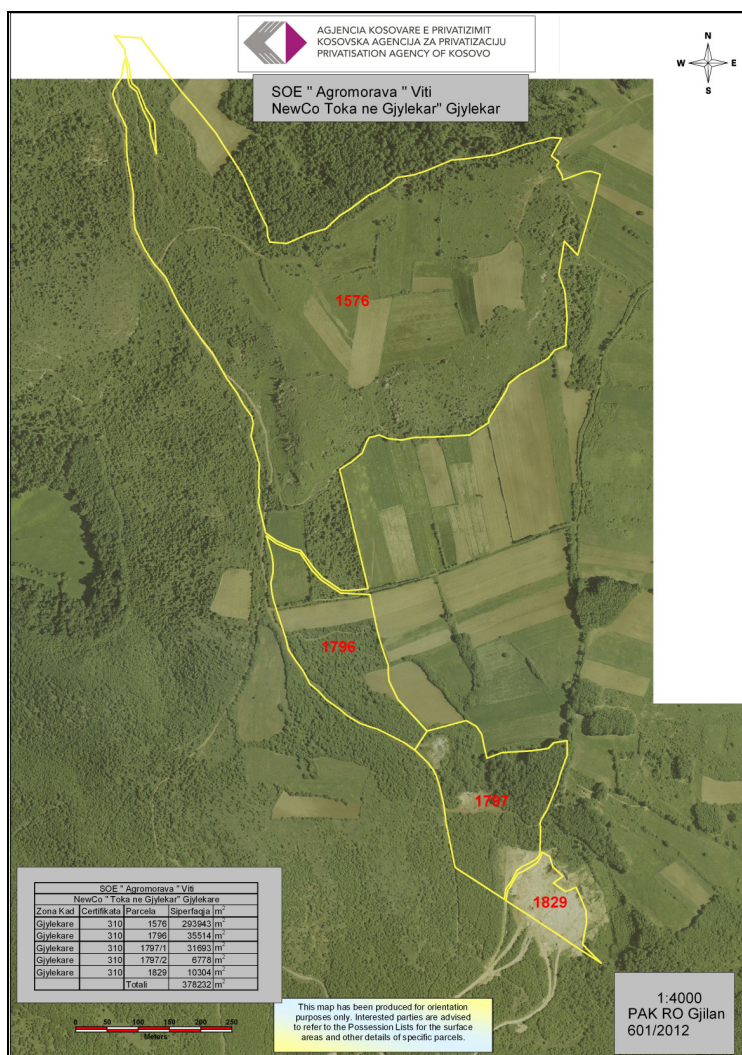 AGJENCIA KOSOVARE E PRIVATIZIMIT
KOSOVSKA AGENCIJA ZA PRIVATIZACIJU
PRIVATISATION AGENCY OF KOSOVO
N
W E
S
SOE " Agromorava " Viti
NewCo Toka ne Gjylekar" Gjylekar
1576
1796
1797
1829
SOE " Agromorava " Viti
NewCo " Toka ne Gjylekar" Gjylekare
Zona Kad Certifikata Parcela Siperfaqja m²
Gjylekare 310 1576 293943 m²
Gjylekare 310 1796 35514 m²
Gjylekare 310 1797/1 31693 m²
Gjylekare 310 1797/2 6778 m²
Gjylekare 310 1829 10304 m²
Totali 378232 m²
0 50 100 150 200 250
Meters
This map has been produced for orientation
purposes only. Interested parties are advised
to refer to the Possession Lists for the surface
areas and other details of specific parcels.
1:4000
PAK RO Gjilan
601/2012